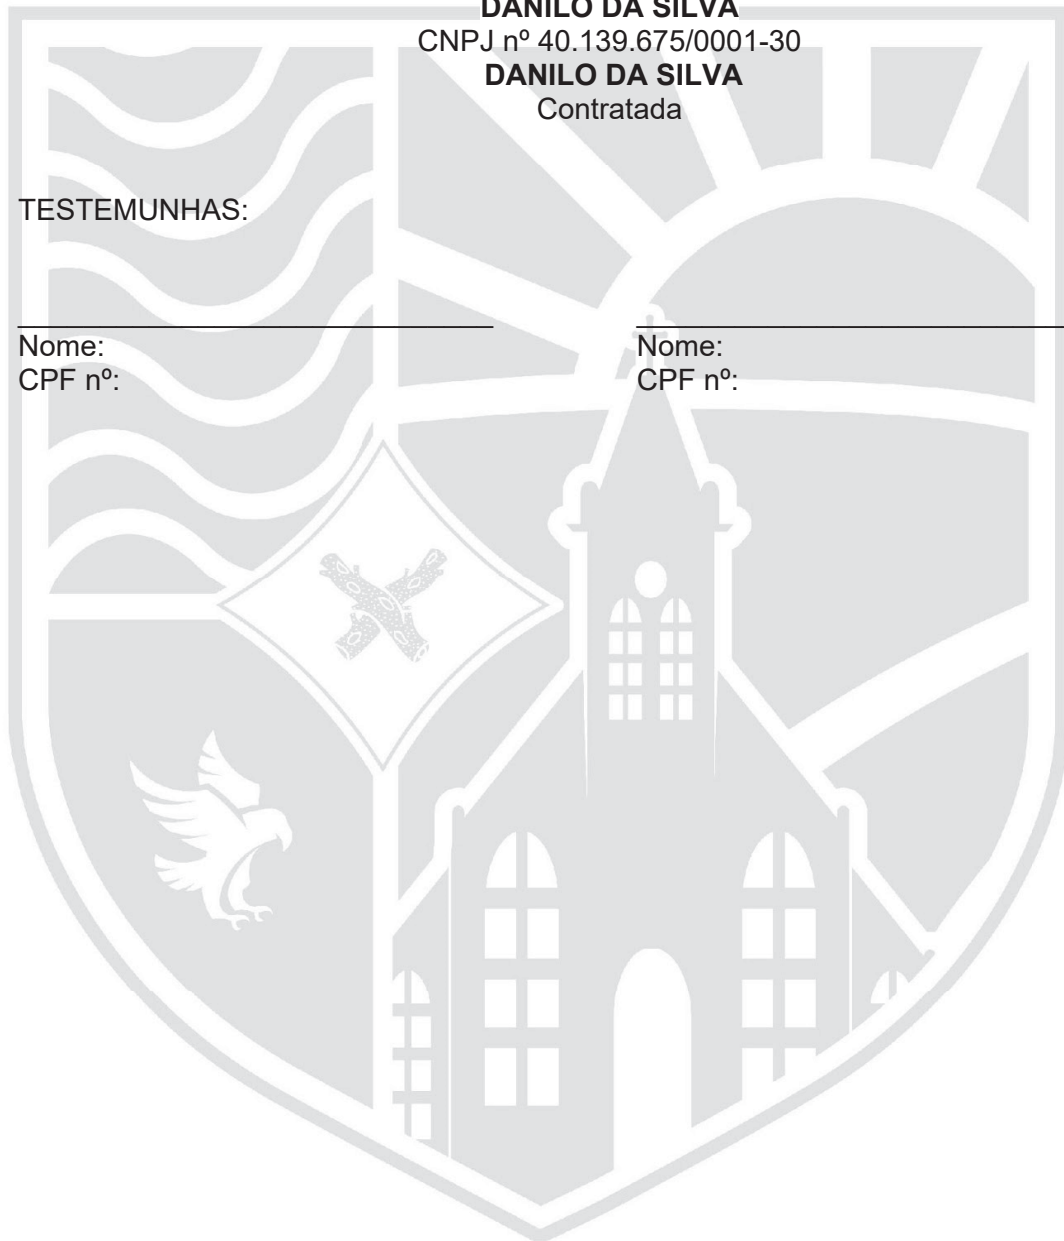 DANILO DA SILVA
CNPJ nº 40.139.675/0001-30
DANILO DA SILVA
Contratada
TESTEMUNHAS:
Nome:
CPF nº:
Nome:
CPF nº: